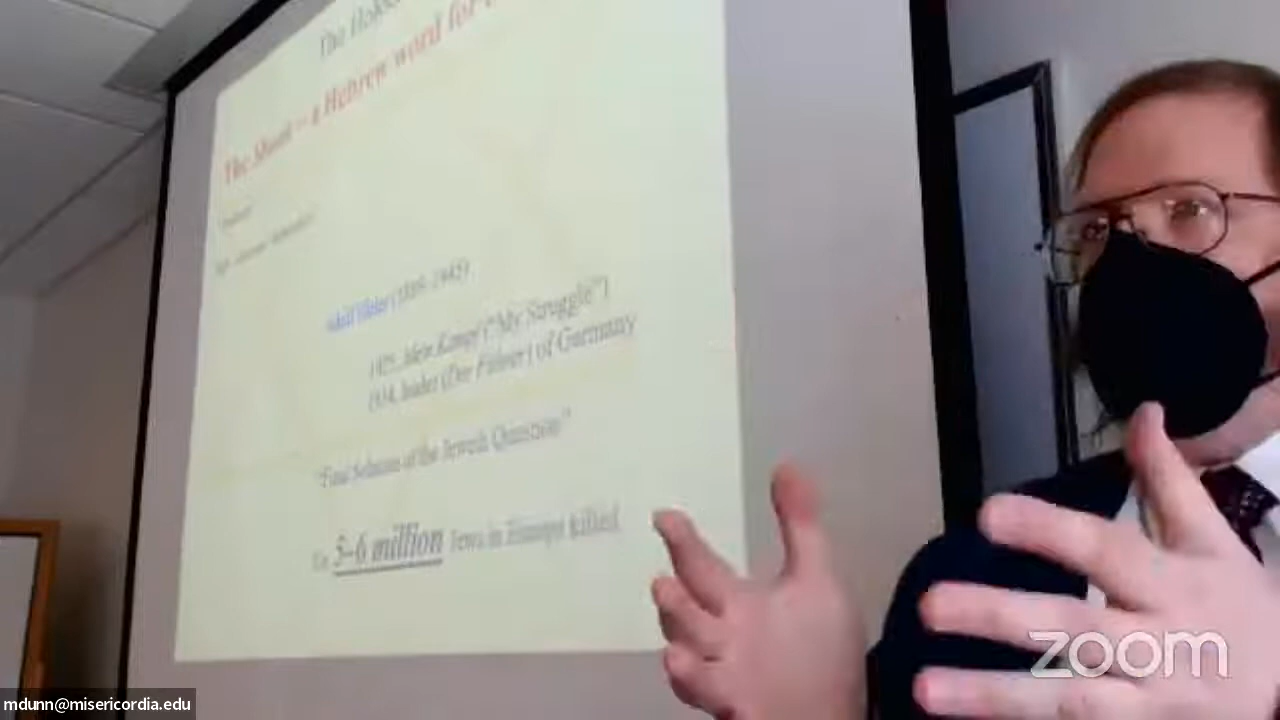 The
The Shoah – a Hebrew word for
Adolf Hitler (1889–1945)
1925, Mein Kampf ("My Struggle")
1934, leader (Der Führer) of Germany
"Final Solution of the Jewish Question"
5–6 million Jews in Europe killed
zoom
mdunn@misericordia.edu